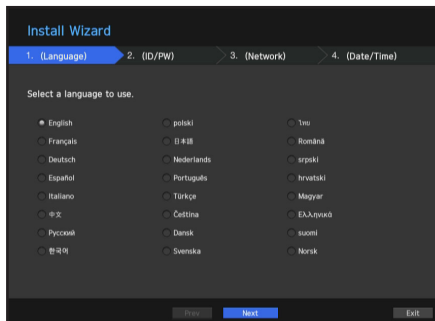 Install Wizard
1. (Language) 2. (ID/PW) 3. (Network) 4. (Date/Time)
Select a language to use.
English polski ไทย
Français 日本語 Română
Deutsch Nederlands srpski
Español Português hrvatski
Italiano Türkçe Magyar
中文 Čeština Ελληνικά
Русский Dansk suomi
한국어 Svenska Norsk
Prev Next Exit